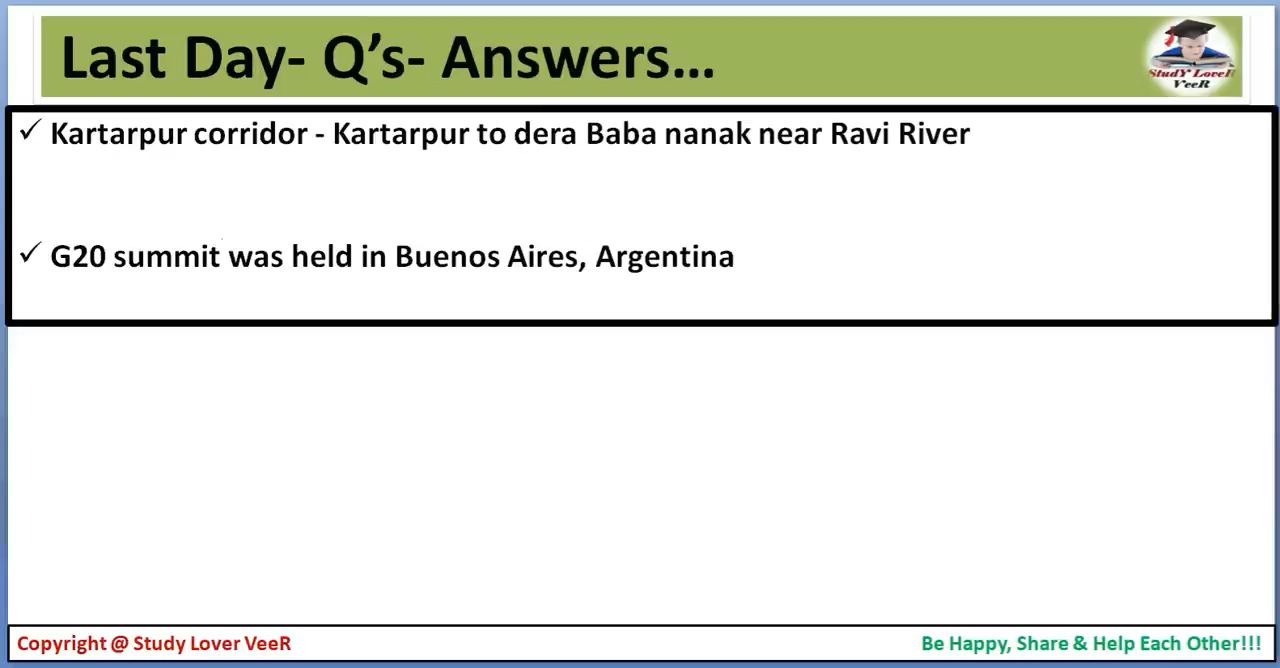 Last Day- Q’s- Answers...
StudY LoveR
VeeR
✓ Kartarpur corridor - Kartarpur to dera Baba nanak near Ravi River
✓ G20 summit was held in Buenos Aires, Argentina
Copyright @ Study Lover VeeR
Be Happy, Share & Help Each Other!!!